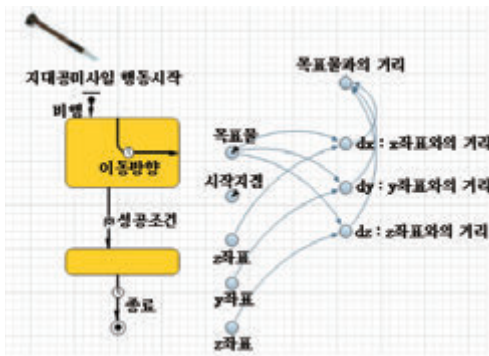 지대공미사일 행동시작
비행
이동방향
성공조건
종료
목표물과의 거리
목표물
dx : x좌표와의 거리
시작지점
dy : y좌표와의 거리
dz : z좌표와의 거리
z좌표
y좌표
z좌표